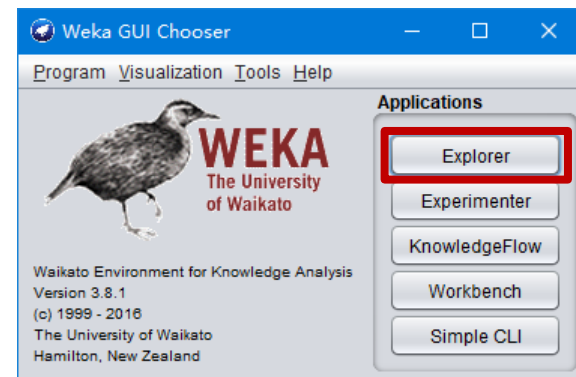 Weka GUI Chooser
Program Visualization Tools Help
Applications
WEKA
The University
of Waikato
Explorer
Experimenter
KnowledgeFlow
Workbench
Simple CLI
Waikato Environment for Knowledge Analysis
Version 3.8.1
(c) 1999 - 2016
The University of Waikato
Hamilton, New Zealand